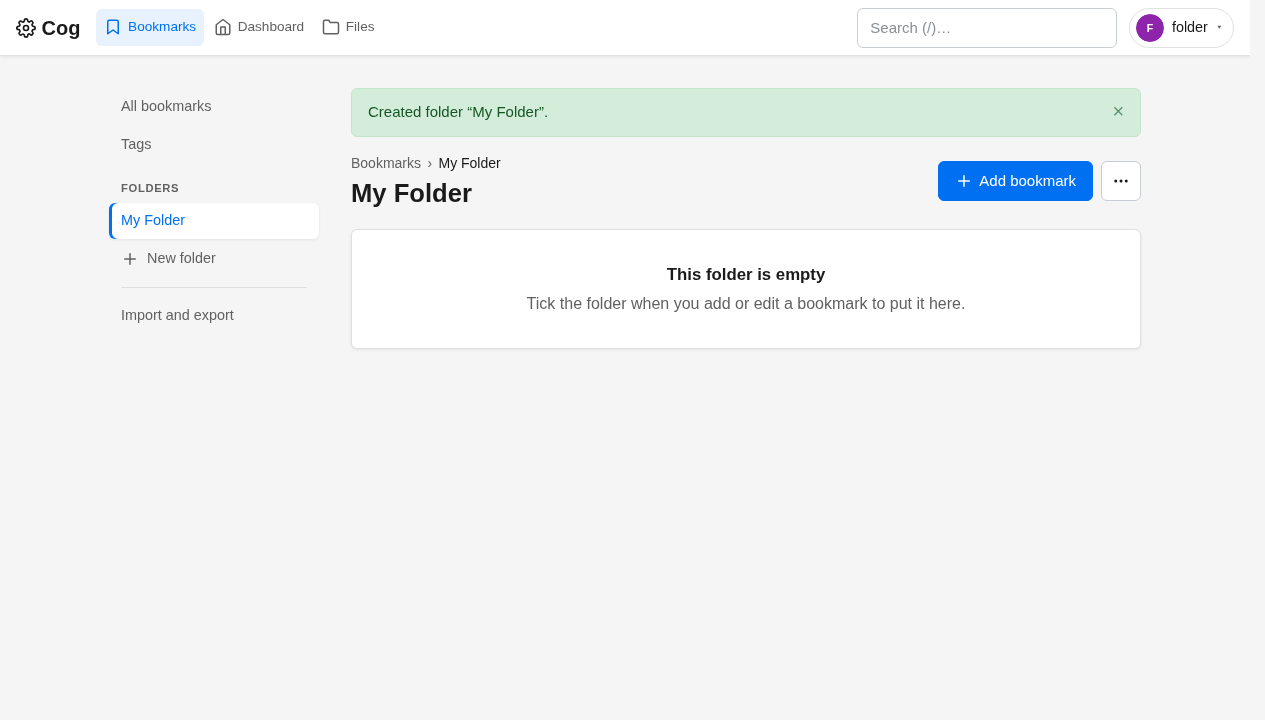 Cog
Bookmarks
Dashboard
Files
Search (/)…
F
folder
All bookmarks
Tags
FOLDERS
My Folder
New folder
Import and export
Created folder “My Folder”.
Bookmarks › My Folder
My Folder
Add bookmark
This folder is empty
Tick the folder when you add or edit a bookmark to put it here.